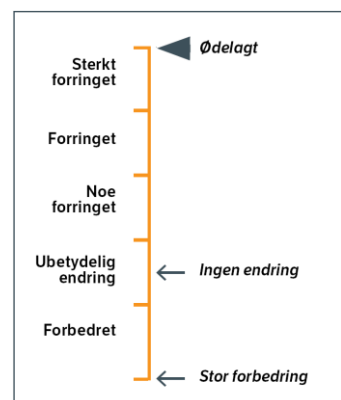 Ødelagt
Sterkt
forringet
Forringet
Noe
forringet
Ubetydelig
endring
Ingen endring
Forbedret
Stor forbedring